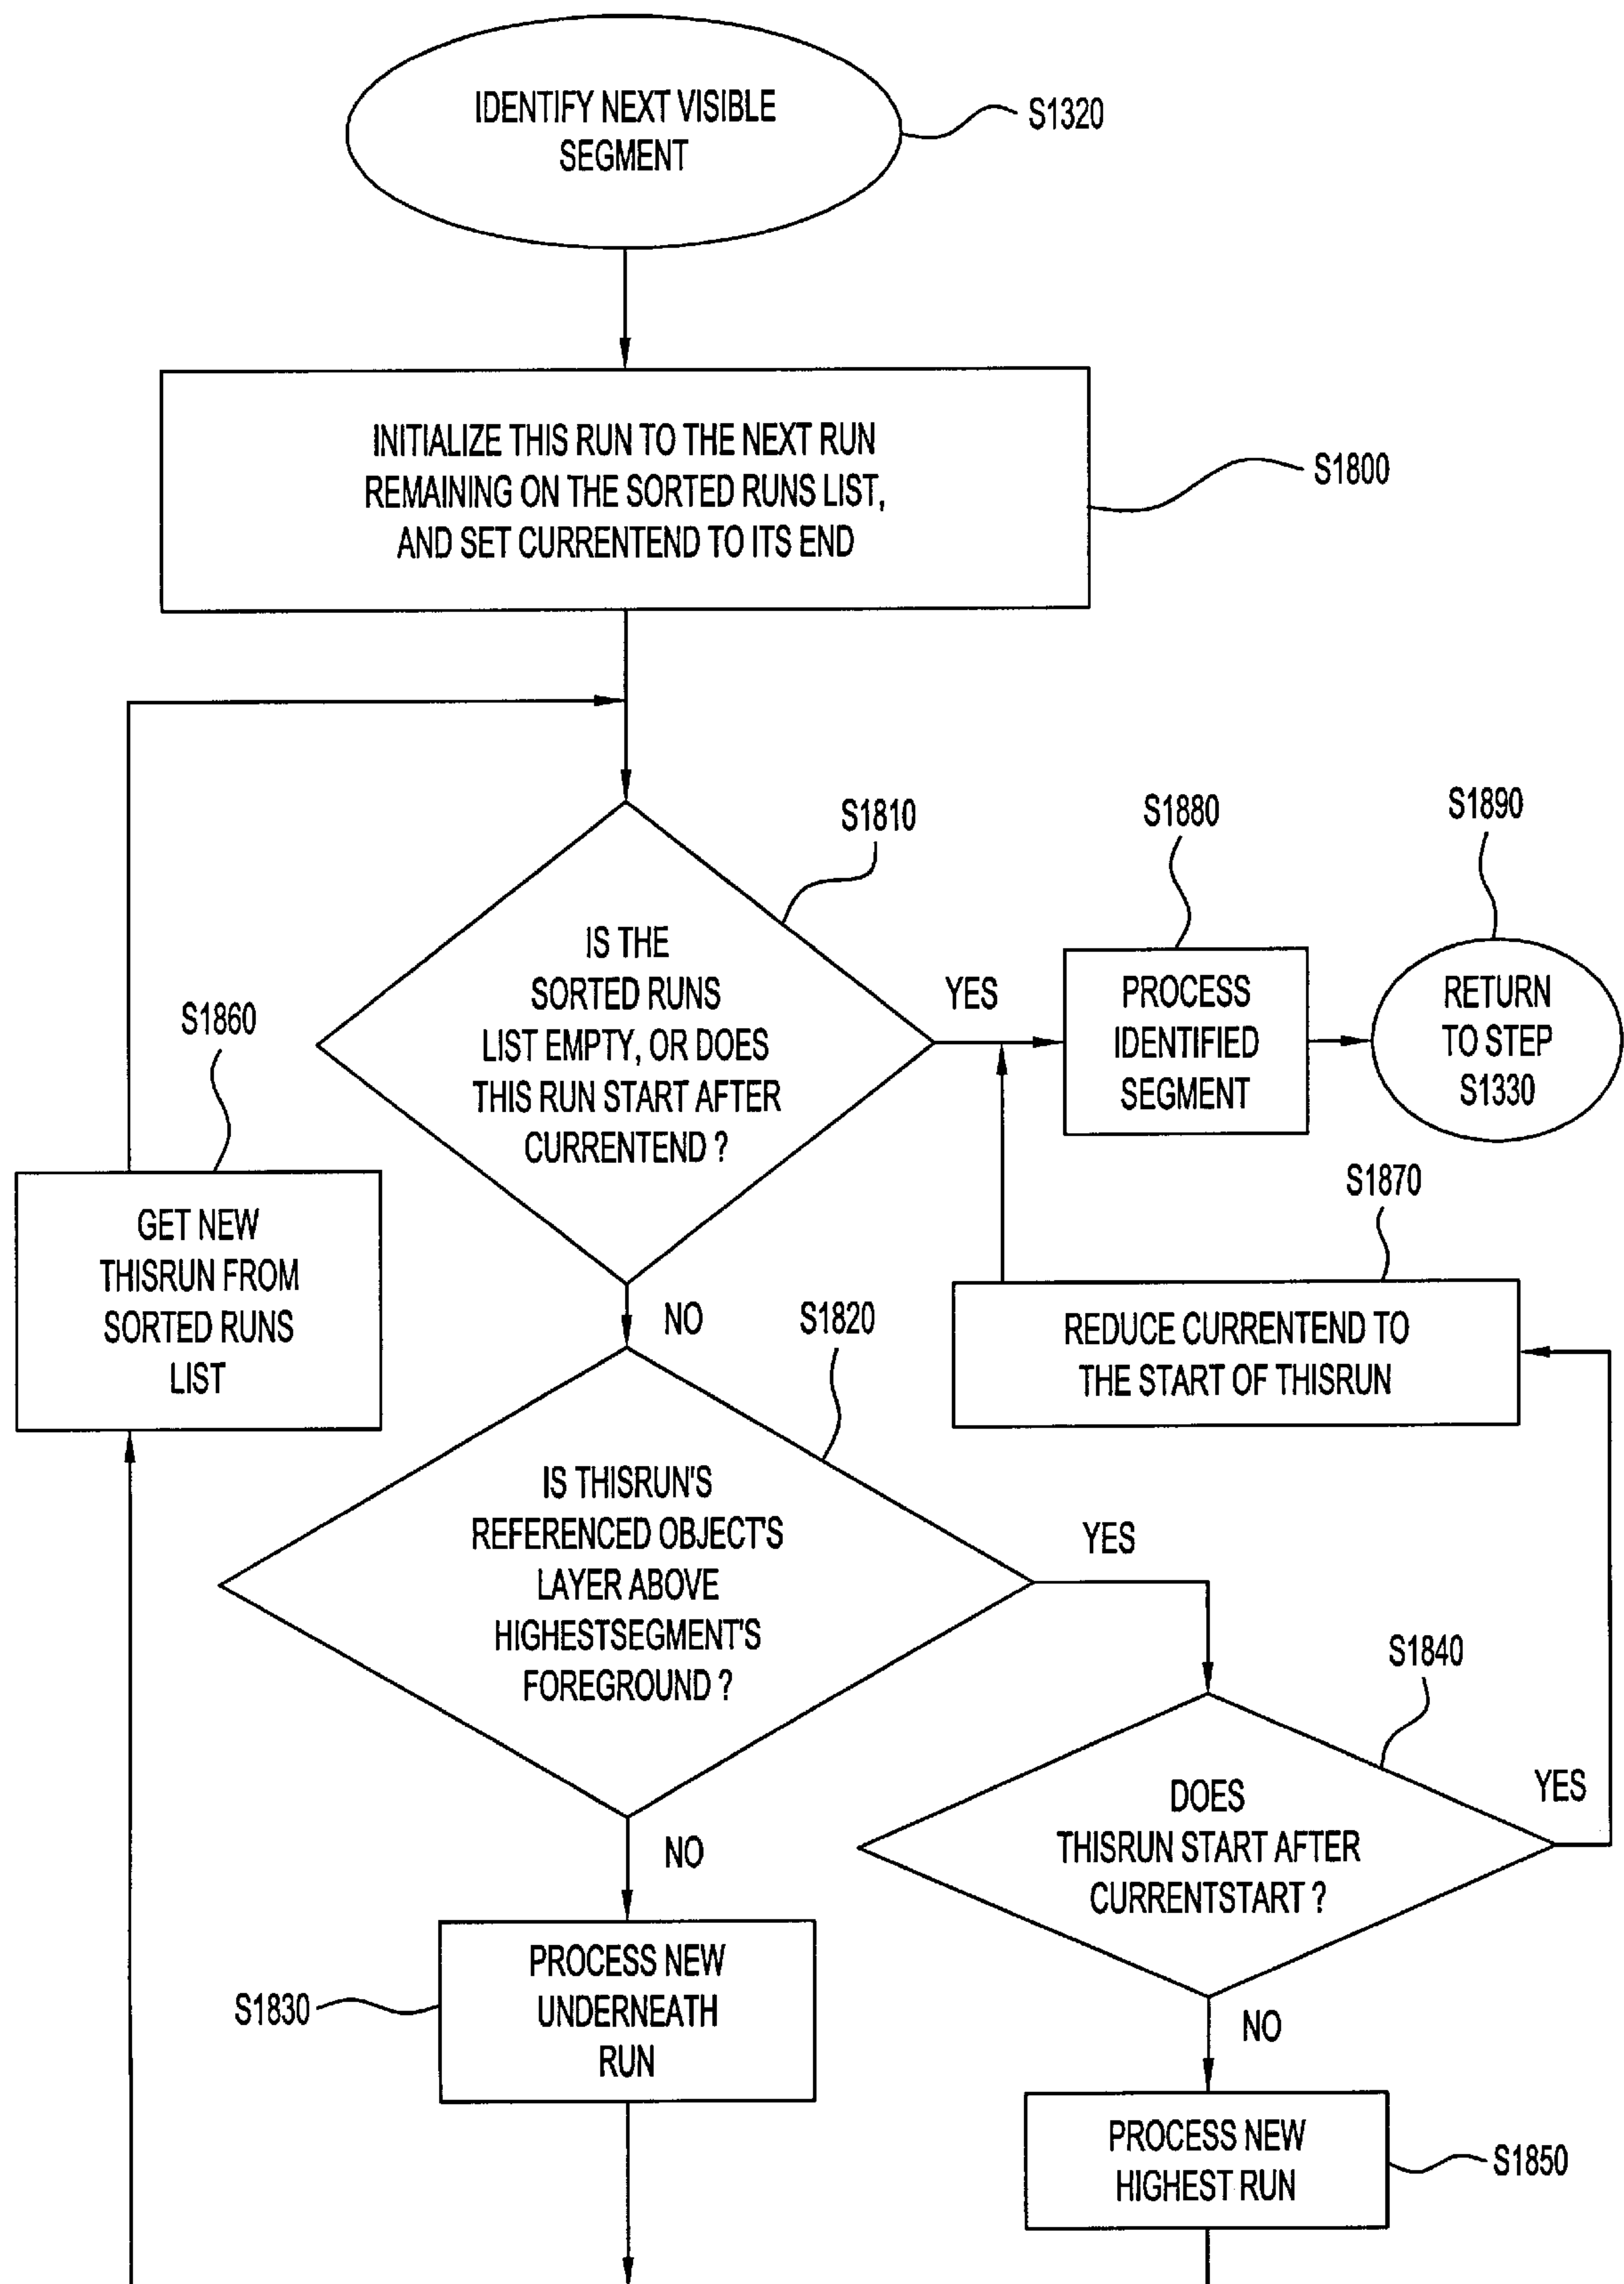 IDENTIFY NEXT VISIBLE
SEGMENT
S1320
INITIALIZE THIS RUN TO THE NEXT RUN
REMAINING ON THE SORTED RUNS LIST,
AND SET CURRENTEND TO ITS END
S1800
S1810
IS THE
SORTED RUNS
LIST EMPTY, OR DOES
THIS RUN START AFTER
CURRENTEND ?
YES
S1880
PROCESS
IDENTIFIED
SEGMENT
S1890
RETURN
TO STEP
S1330
S1860
GET NEW
THISRUN FROM
SORTED RUNS
LIST
S1870
REDUCE CURRENTEND TO
THE START OF THISRUN
NO
S1820
IS THISRUN'S
REFERENCED OBJECT'S
LAYER ABOVE
HIGHESTSEGMENT'S
FOREGROUND ?
YES
S1840
DOES
THISRUN START AFTER
CURRENTSTART ?
YES
NO
S1830
PROCESS NEW
UNDERNEATH
RUN
NO
PROCESS NEW
HIGHEST RUN
S1850